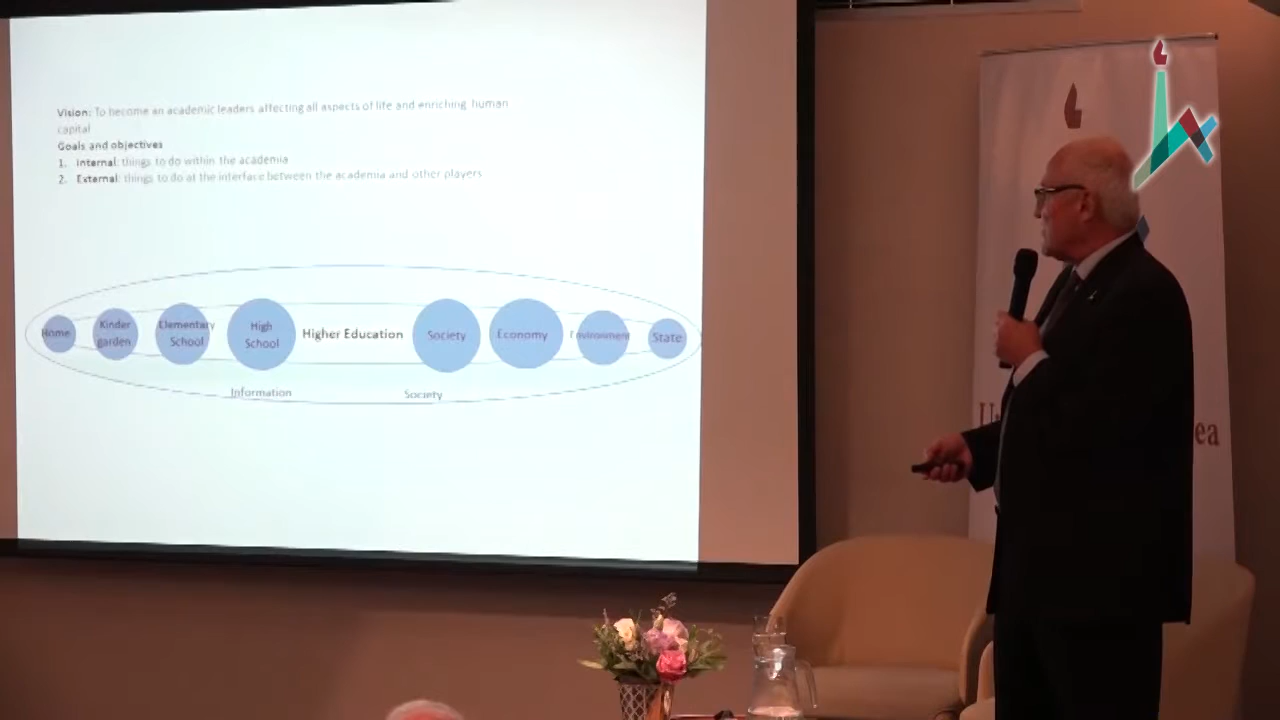 Vision: To become an academic leaders affecting all aspects of life and enriching human
capital
Goals and objectives
1. Internal: things to do within the academia
2. External: things to do at the interface between the academia and other players
Home
Kinder
garden
Elementary
School
High
School
Higher Education
Society
Economy
Environment
State
Information
Society